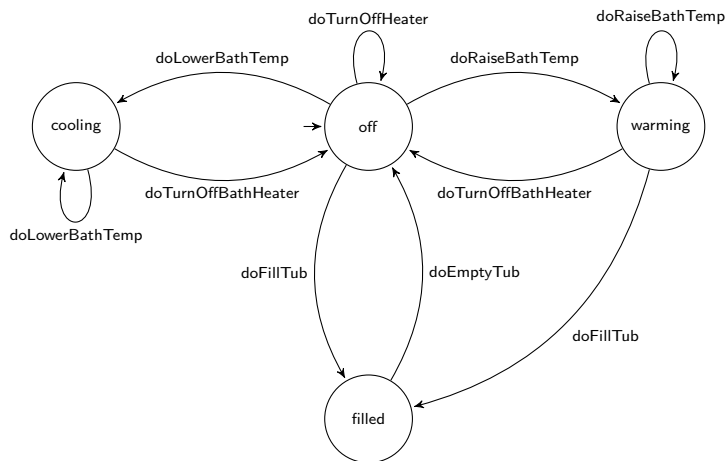 doTurnOffHeater
doRaiseBathTemp
doLowerBathTemp
doRaiseBathTemp
cooling
off
warming
doTurnOffBathHeater
doTurnOffBathHeater
doLowerBathTemp
doFillTub
doEmptyTub
doFillTub
filled